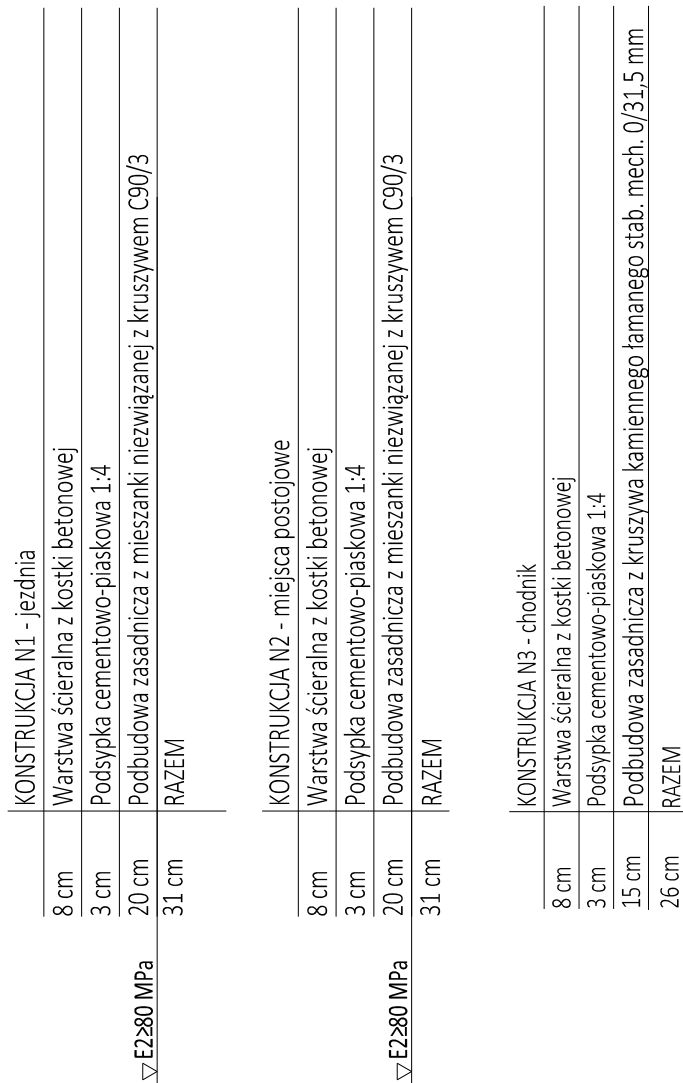 KONSTRUKCJA N1 - jezdnia
8 cm Warstwa ścieralna z kostki betonowej
3 cm Podsypka cementowo-piaskowa 1:4
20 cm Podbudowa zasadnicza z mieszanki niezwiązanej z kruszywem C90/3
▽ E2≥80 MPa
31 cm RAZEM
KONSTRUKCJA N2 - miejsca postojowe
8 cm Warstwa ścieralna z kostki betonowej
3 cm Podsypka cementowo-piaskowa 1:4
20 cm Podbudowa zasadnicza z mieszanki niezwiązanej z kruszywem C90/3
▽ E2≥80 MPa
31 cm RAZEM
KONSTRUKCJA N3 - chodnik
8 cm Warstwa ścieralna z kostki betonowej
3 cm Podsypka cementowo-piaskowa 1:4
15 cm Podbudowa zasadnicza z kruszywa kamiennego łamanego stab. mech. 0/31,5 mm
26 cm RAZEM